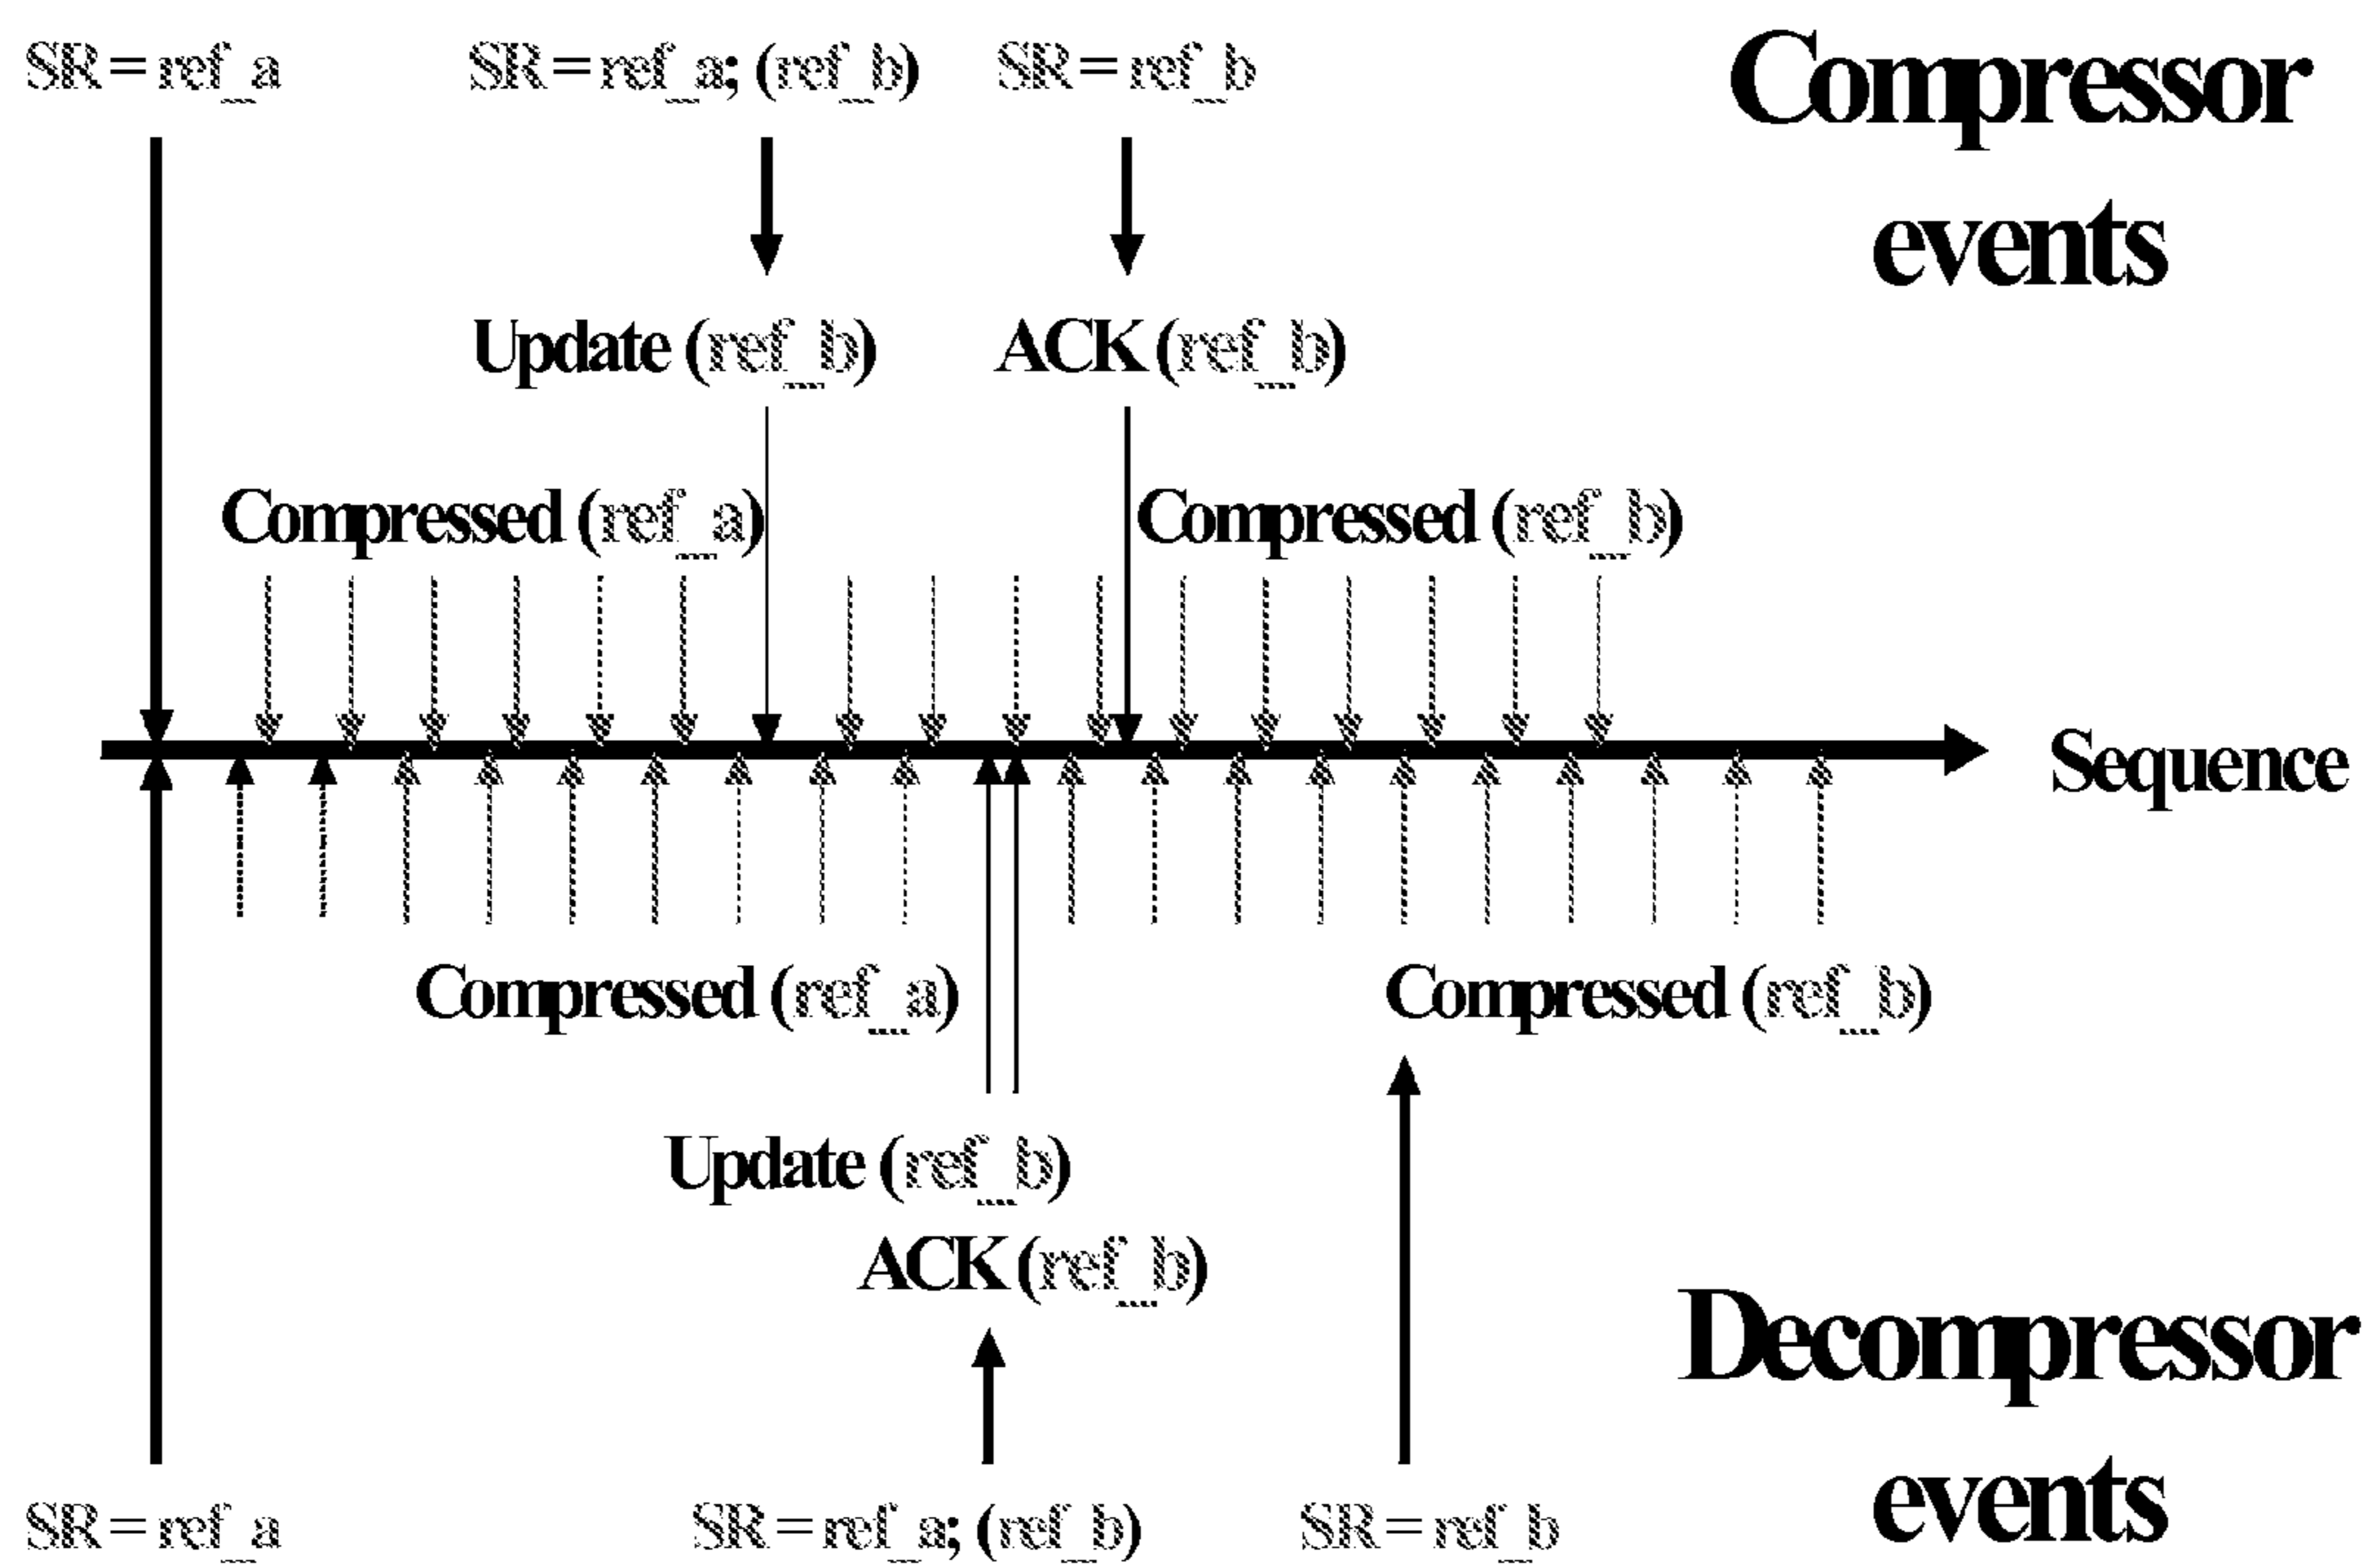 SR = ref_a
SR = ref_a; (ref_b)
SR = ref_b
Compressor
events
Update (ref_b)
ACK (ref_b)
Compressed (ref_a)
Compressed (ref_b)
Sequence
Compressed (ref_a)
Compressed (ref_b)
Update (ref_b)
ACK (ref_b)
Decompressor
events
SR = ref_a
SR = ref_a; (ref_b)
SR = ref_b